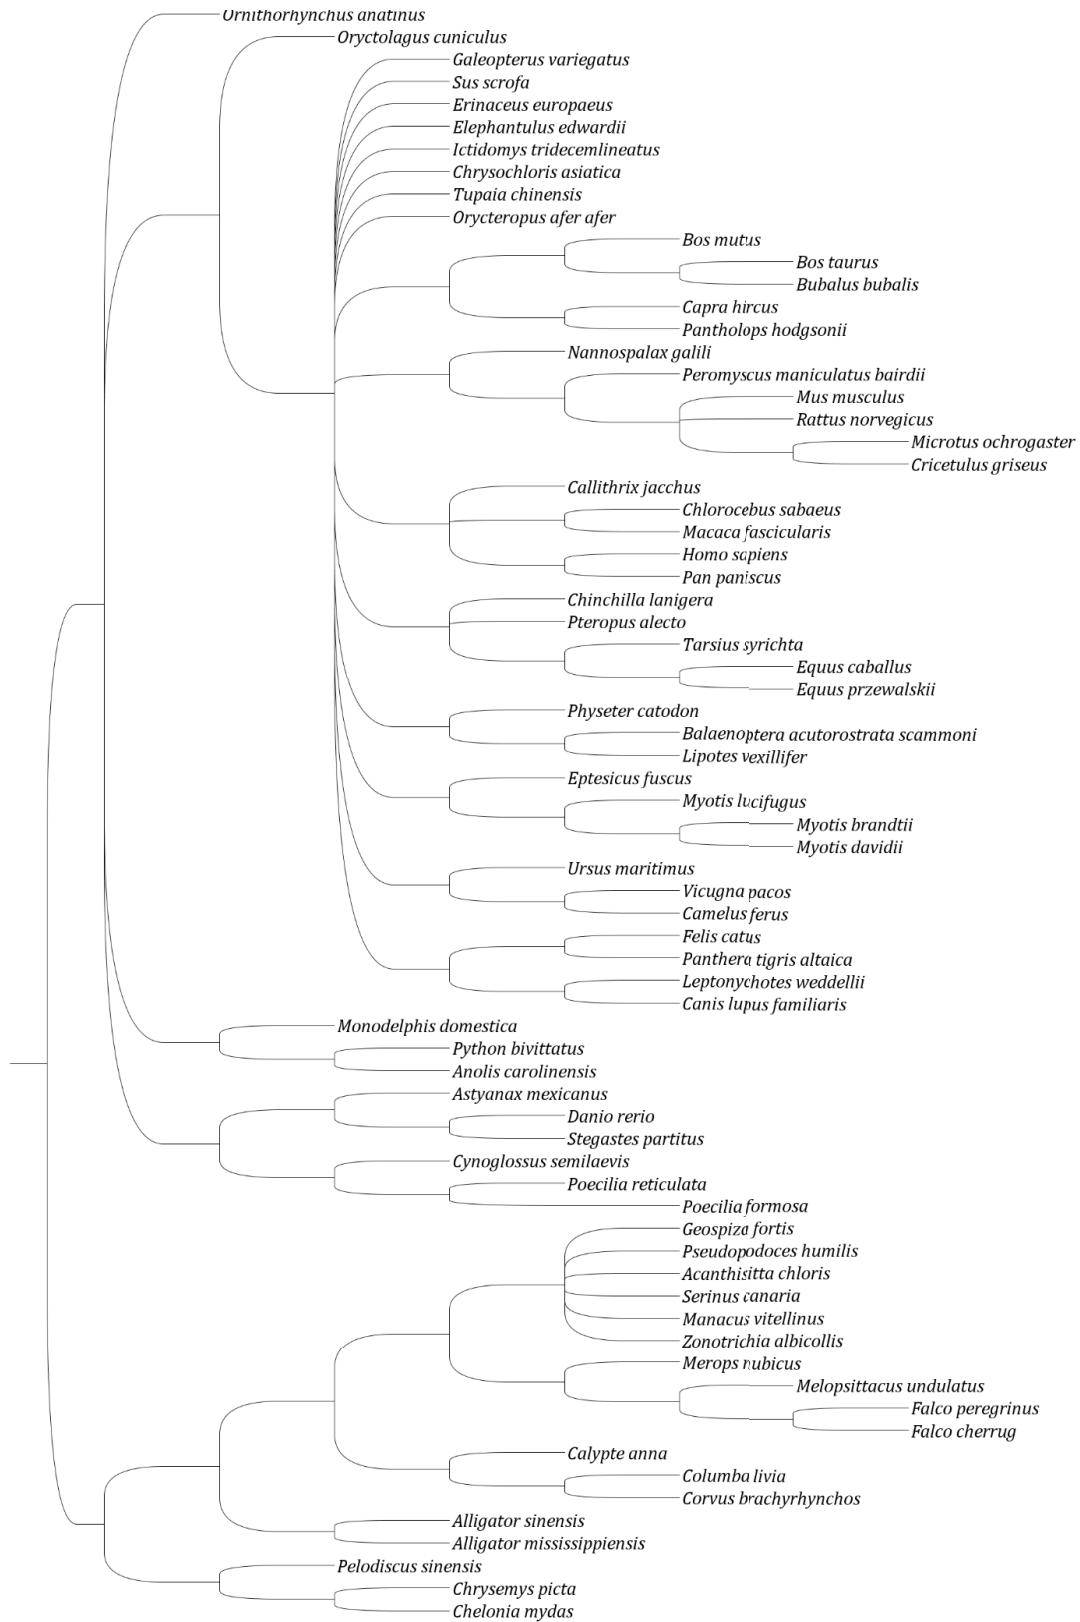 Ornithorhynchus anatinus
Oryctolagus cuniculus
Galeopterus variegatus
Sus scrofa
Erinaceus europaeus
Elephantulus edwardii
Ictidomys tridecemlineatus
Chrysochloris asiatica
Tupaia chinensis
Orycteropus afer afer
Bos mutus
Bos taurus
Bubalus bubalis
Capra hircus
Pantholops hodgsonii
Nannospalax galili
Peromyscus maniculatus bairdii
Mus musculus
Rattus norvegicus
Microtus ochrogaster
Cricetulus griseus
Callithrix jacchus
Chlorocebus sabaeus
Macaca fascicularis
Homo sapiens
Pan paniscus
Chinchilla lanigera
Pteropus alecto
Tarsius syrichta
Equus caballus
Equus przewalskii
Physeter catodon
Balaenoptera acutorostrata scammoni
Lipotes vexillifer
Eptesicus fuscus
Myotis lucifugus
Myotis brandtii
Myotis davidii
Ursus maritimus
Vicugna pacos
Camelus ferus
Felis catus
Panthera tigris altaica
Leptonychotes weddellii
Canis lupus familiaris
Monodelphis domestica
Python bivittatus
Anolis carolinensis
Astyanax mexicanus
Danio rerio
Stegastes partitus
Cynoglossus semilaevis
Poecilia reticulata
Poecilia formosa
Geospiza fortis
Pseudopodoces humilis
Acanthisitta chloris
Serinus canaria
Manacus vitellinus
Zonotrichia albicollis
Merops nubicus
Melopsittacus undulatus
Falco peregrinus
Falco cherrug
Calypte anna
Columba livia
Corvus brachyrhynchos
Alligator sinensis
Alligator mississippiensis
Pelodiscus sinensis
Chrysemys picta
Chelonia mydas